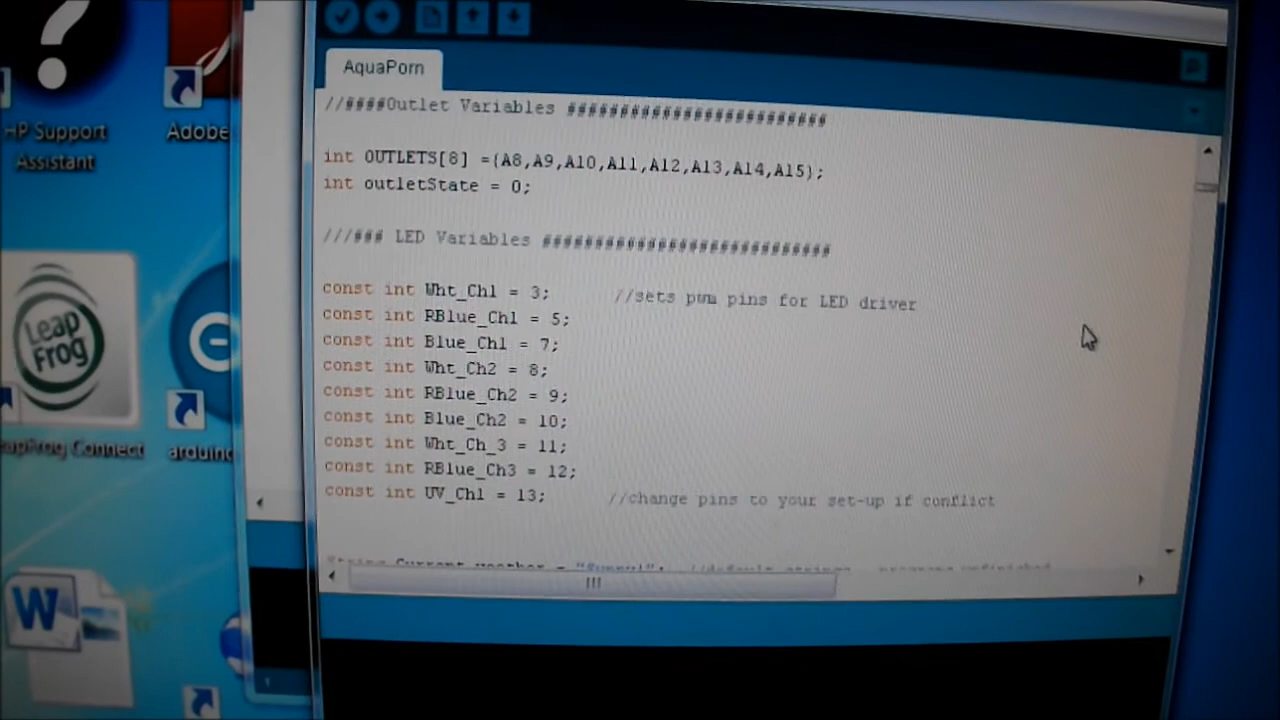 AquaPorn
//####Outlet Variables #########################
int OUTLETS[8] ={A8,A9,A10,A11,A12,A13,A14,A15};
int outletState = 0;
///### LED Variables ############################
const int Wht_Ch1 = 3; //sets pwm pins for LED driver
const int RBlue_Ch1 = 5;
const int Blue_Ch1 = 7;
const int Wht_Ch2 = 8;
const int RBlue_Ch2 = 9;
const int Blue_Ch2 = 10;
const int Wht_Ch_3 = 11;
const int RBlue_Ch3 = 12;
const int UV_Ch1 = 13; //change pins to your set-up if conflict
HP Support
Assistant
Adobe
Leap
Frog
Connect
arduino
W